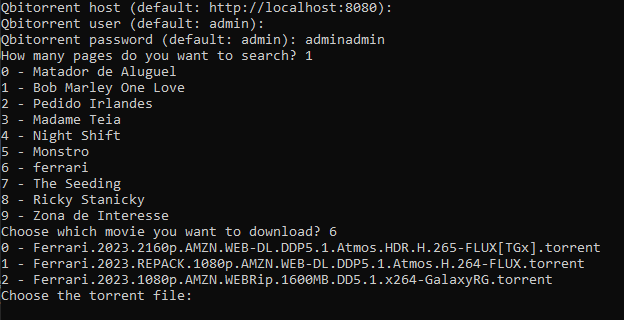 Qbitorrent host (default: http://localhost:8080):
Qbitorrent user (default: admin):
Qbitorrent password (default: admin): adminadmin
How many pages do you want to search? 1
0 - Matador de Aluguel
1 - Bob Marley One Love
2 - Pedido Irlandes
3 - Madame Teia
4 - Night Shift
5 - Monstro
6 - ferrari
7 - The Seeding
8 - Ricky Stanicky
9 - Zona de Interesse
Choose which movie you want to download? 6
0 - Ferrari.2023.2160p.AMZN.WEB-DL.DDP5.1.Atmos.HDR.H.265-FLUX[TGx].torrent
1 - Ferrari.2023.REPACK.1080p.AMZN.WEB-DL.DDP5.1.Atmos.H.264-FLUX.torrent
2 - Ferrari.2023.1080p.AMZN.WEBRip.1600MB.DD5.1.x264-GalaxyRG.torrent
Choose the torrent file: